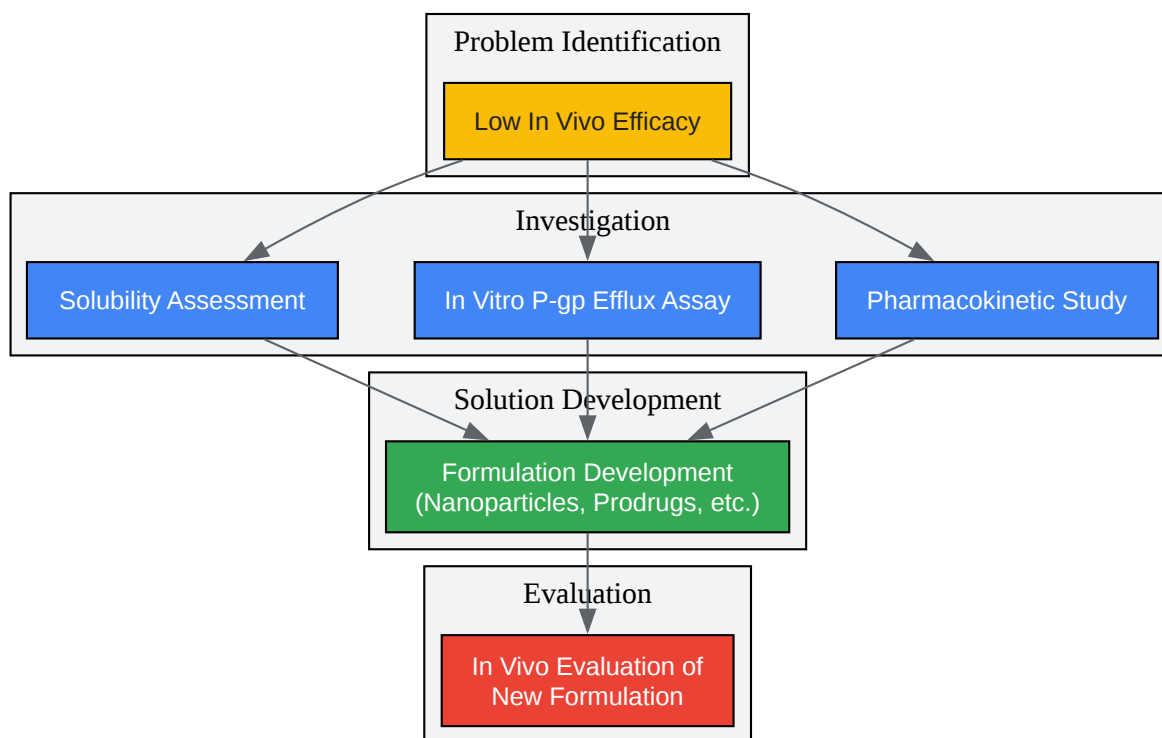 Problem Identification
Low In Vivo Efficacy
Investigation
Solubility Assessment
In Vitro P-gp Efflux Assay
Pharmacokinetic Study
Solution Development
Formulation Development
(Nanoparticles, Prodrugs, etc.)
Evaluation
In Vivo Evaluation of
New Formulation